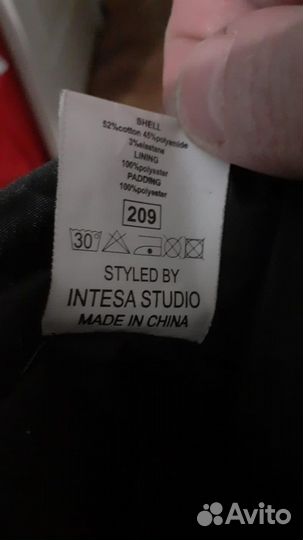 SHELL
52%cotton 45%polyamide
3%elastene
LINING
100%polyester
PADDING
100%polyester
209
30°
STYLED BY
INTESA STUDIO
MADE IN CHINA
Avito